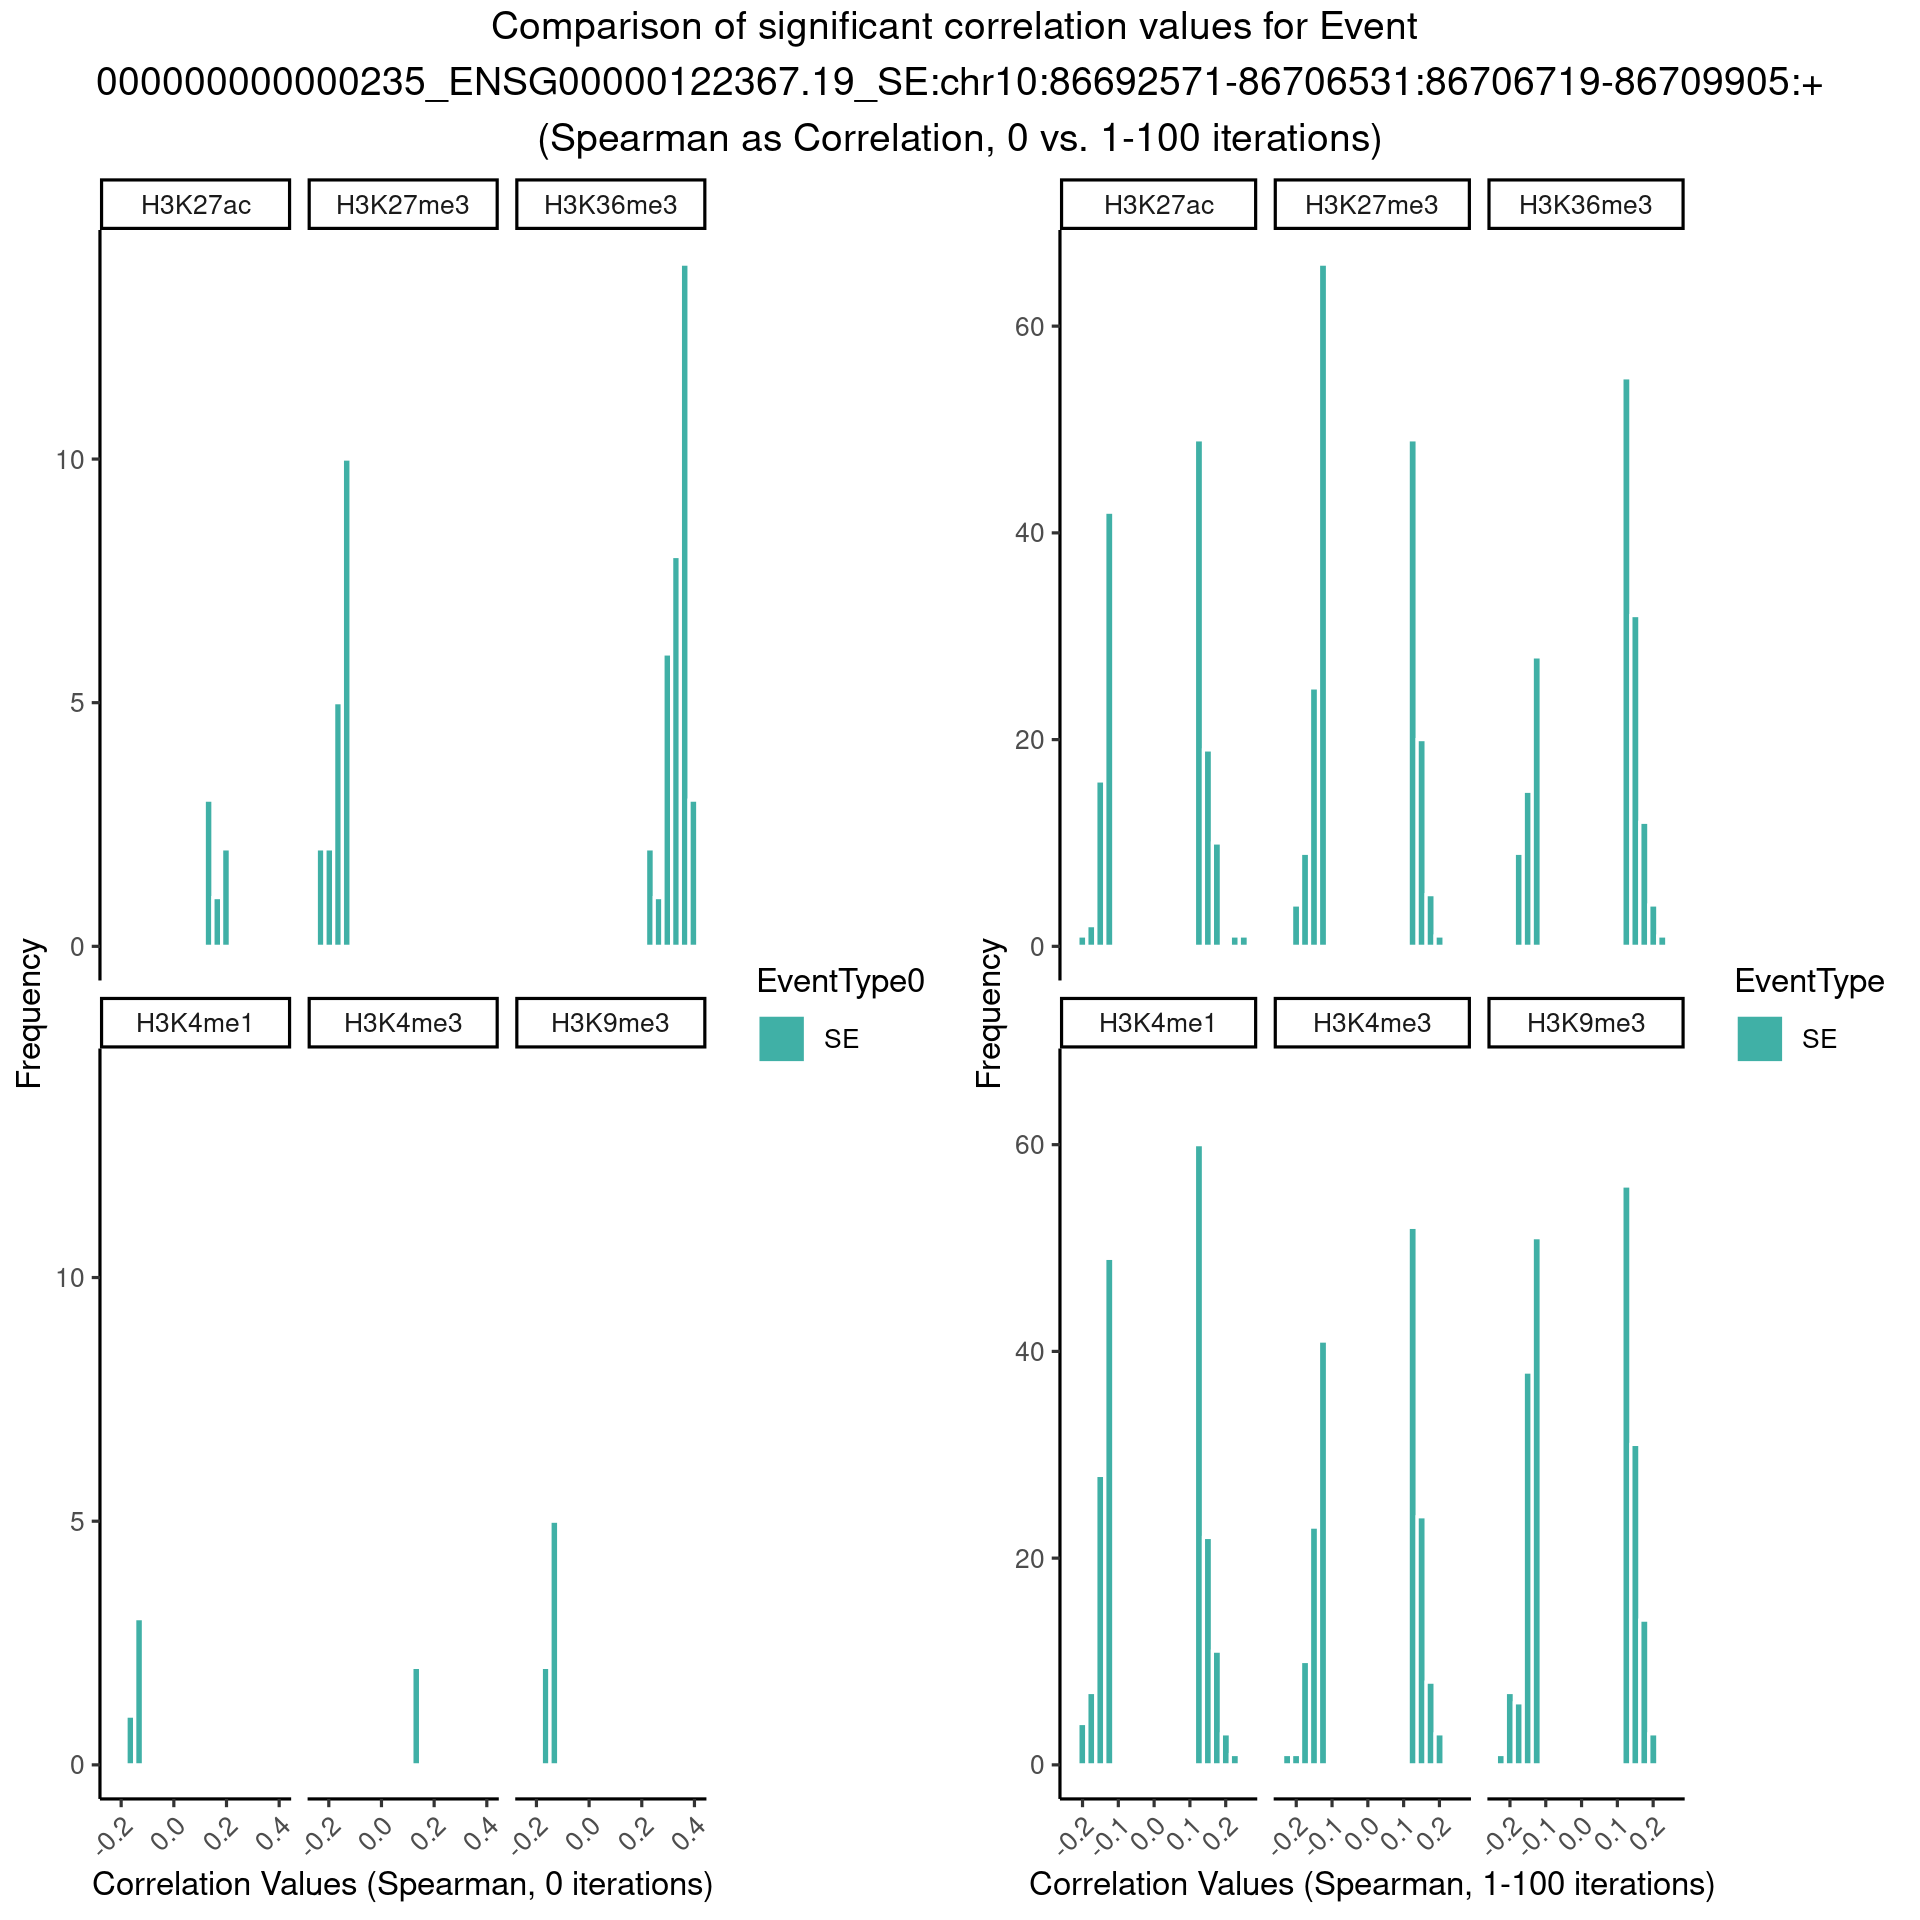 Comparison of significant correlation values for Event
000000000000235_ENSG00000122367.19_SE:chr10:86692571-86706531:86706719-86709905:+
(Spearman as Correlation, 0 vs. 1-100 iterations)
H3K27ac H3K27me3 H3K36me3
10
5
0
H3K4me1 H3K4me3 H3K9me3
10
5
0
-0.2 0.0 0.2 0.4 -0.2 0.0 0.2 0.4 -0.2 0.0 0.2 0.4
Correlation Values (Spearman, 0 iterations)
Frequency
EventType0
SE
H3K27ac H3K27me3 H3K36me3
60
40
20
0
H3K4me1 H3K4me3 H3K9me3
60
40
20
0
-0.2 -0.1 0.0 0.1 0.2 -0.2 -0.1 0.0 0.1 0.2 -0.2 -0.1 0.0 0.1 0.2
Correlation Values (Spearman, 1-100 iterations)
Frequency
EventType
SE